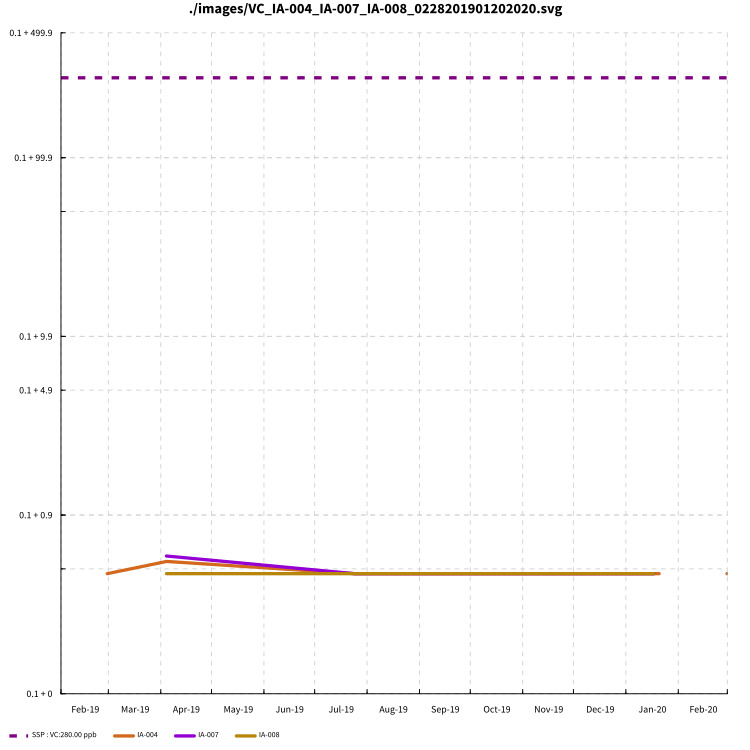 ./images/VC_IA-004_IA-007_IA-008_0228201901202020.svg
0.1 + 499.9
0.1 + 99.9
0.1 + 9.9
0.1 + 4.9
0.1 + 0.9
0.1 + 0
Feb-19 Mar-19 Apr-19 May-19 Jun-19 Jul-19 Aug-19 Sep-19 Oct-19 Nov-19 Dec-19 Jan-20 Feb-20
SSP : VC:280.00 ppb IA-004 IA-007 IA-008